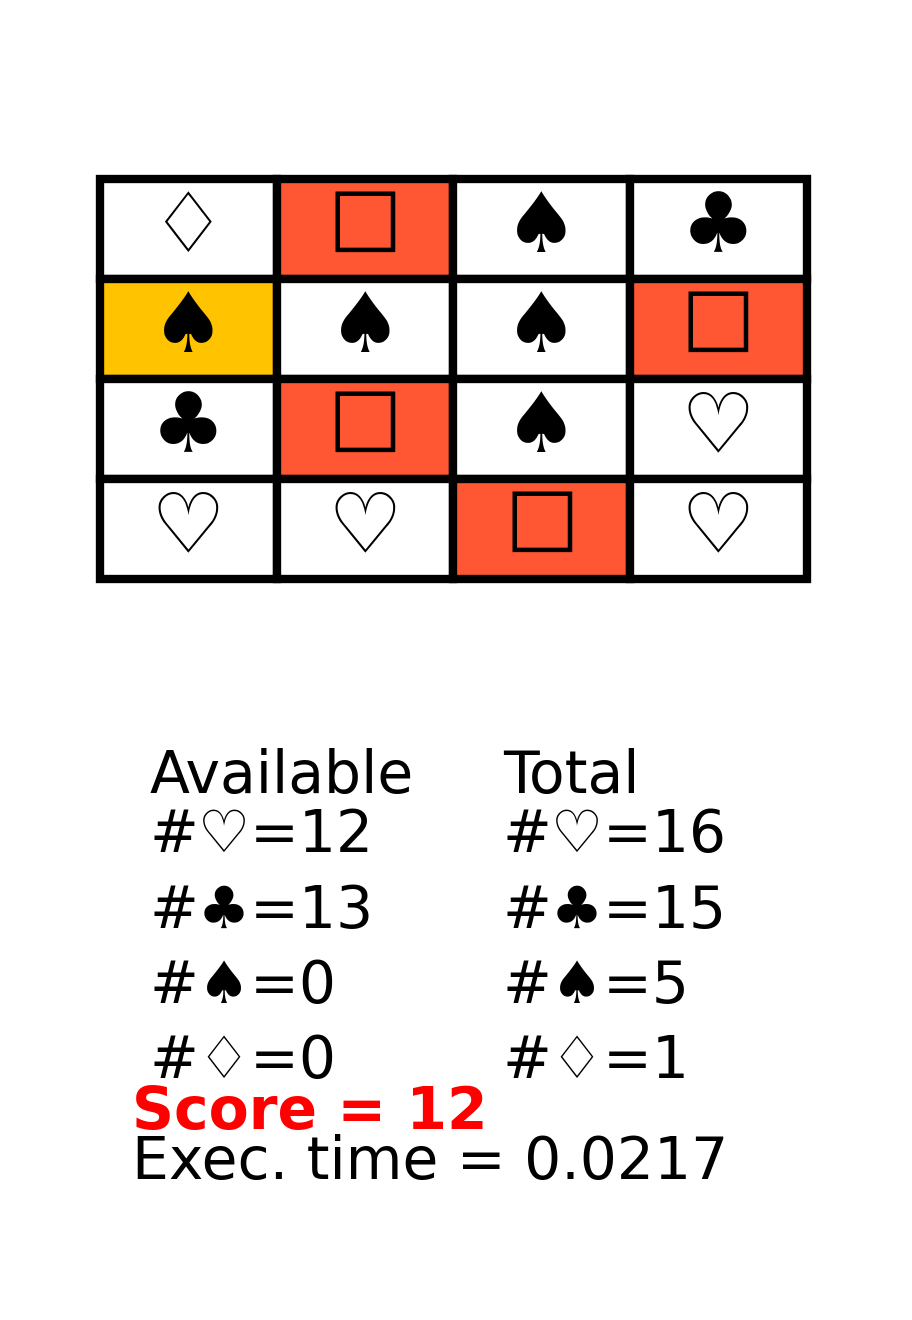 ♢ □ ♠ ♣
♠ ♠ ♠ □
♣ □ ♠ ♡
♡ ♡ □ ♡
Available Total
#♡=12 #♡=16
#♣=13 #♣=15
#♠=0 #♠=5
#♢=0 #♢=1
Score = 12
Exec. time = 0.0217